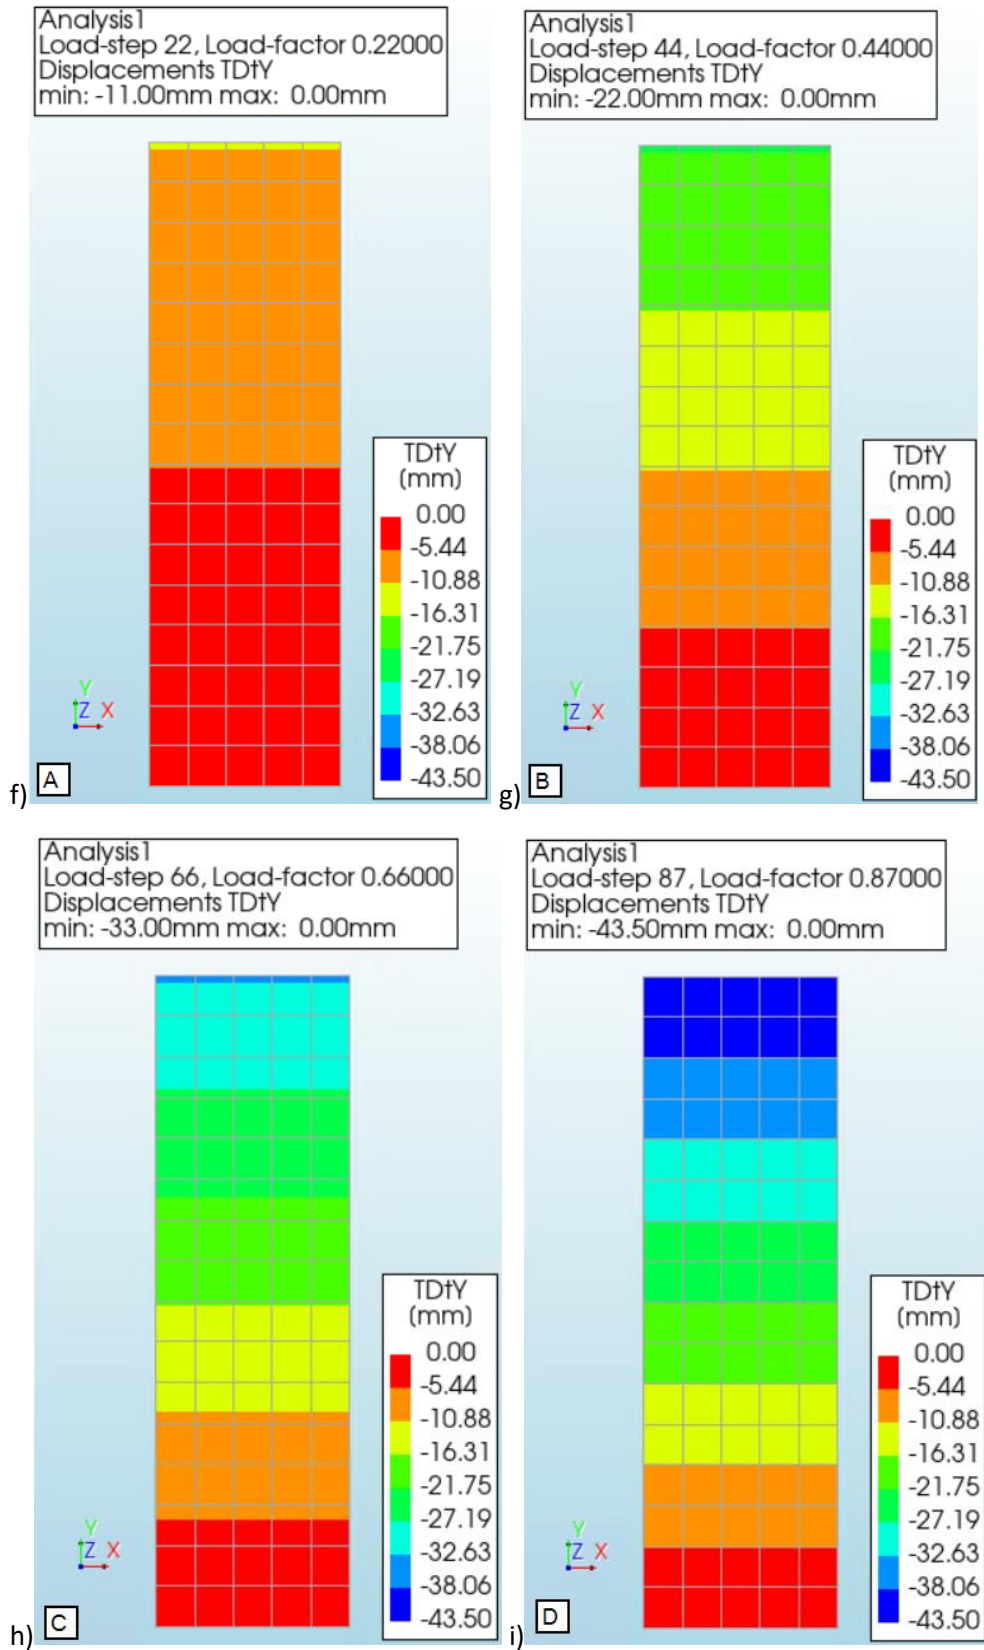 Analysis1
Load-step 22, Load-factor 0.22000
Displacements TDtY
min: -11.00mm max: 0.00mm
TDtY
(mm)
0.00
-5.44
-10.88
-16.31
-21.75
-27.19
-32.63
-38.06
-43.50
Y
Z X
f) A
Analysis1
Load-step 44, Load-factor 0.44000
Displacements TDtY
min: -22.00mm max: 0.00mm
TDtY
(mm)
0.00
-5.44
-10.88
-16.31
-21.75
-27.19
-32.63
-38.06
-43.50
Y
Z X
g) B
Analysis1
Load-step 66, Load-factor 0.66000
Displacements TDtY
min: -33.00mm max: 0.00mm
TDtY
(mm)
0.00
-5.44
-10.88
-16.31
-21.75
-27.19
-32.63
-38.06
-43.50
Y
Z X
h) C
Analysis1
Load-step 87, Load-factor 0.87000
Displacements TDtY
min: -43.50mm max: 0.00mm
TDtY
(mm)
0.00
-5.44
-10.88
-16.31
-21.75
-27.19
-32.63
-38.06
-43.50
Y
Z X
i) D